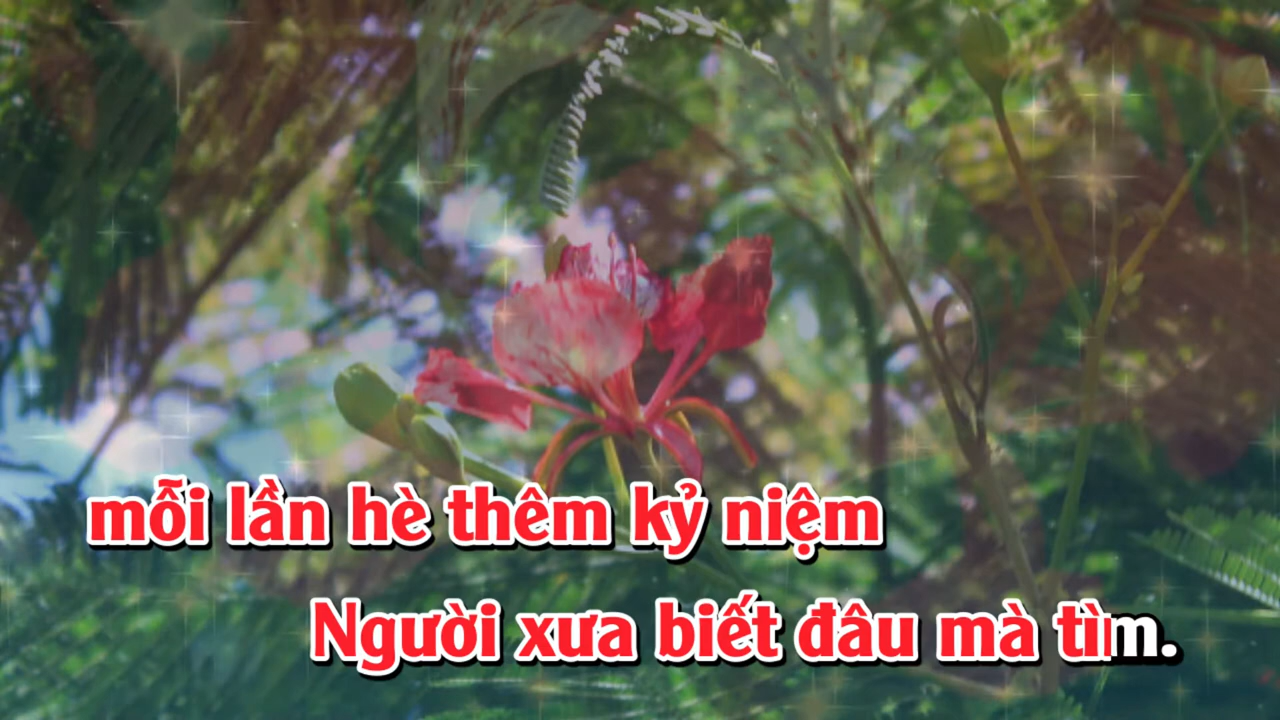 mỗi lần hè thêm kỷ niệm
Người xưa biết đâu mà tìm.